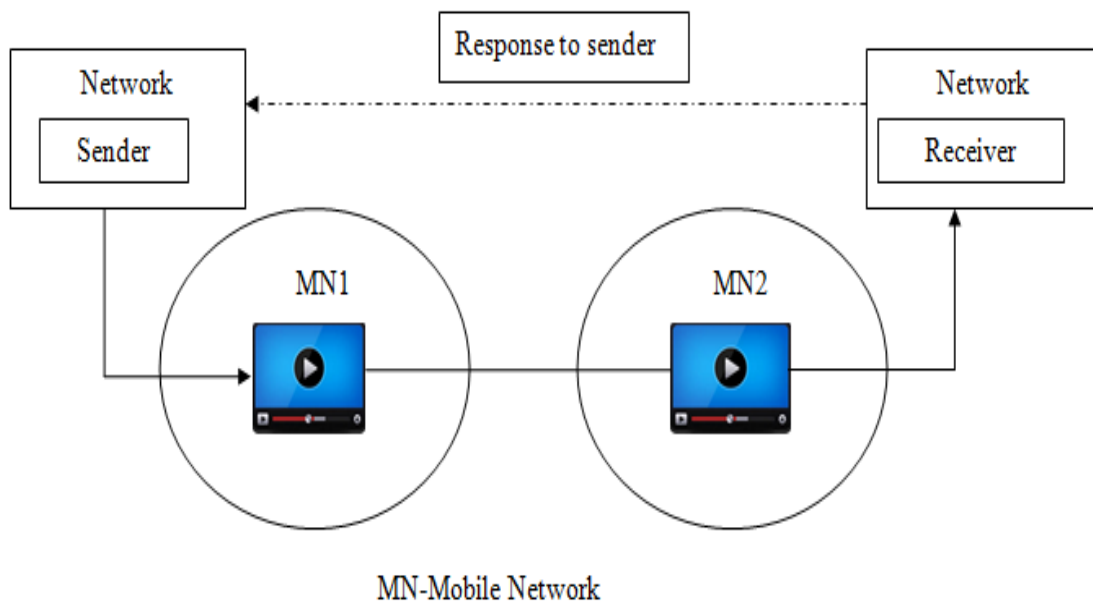 Response to sender
Network
Sender
Network
Receiver
MN1
MN2
MN-Mobile Network